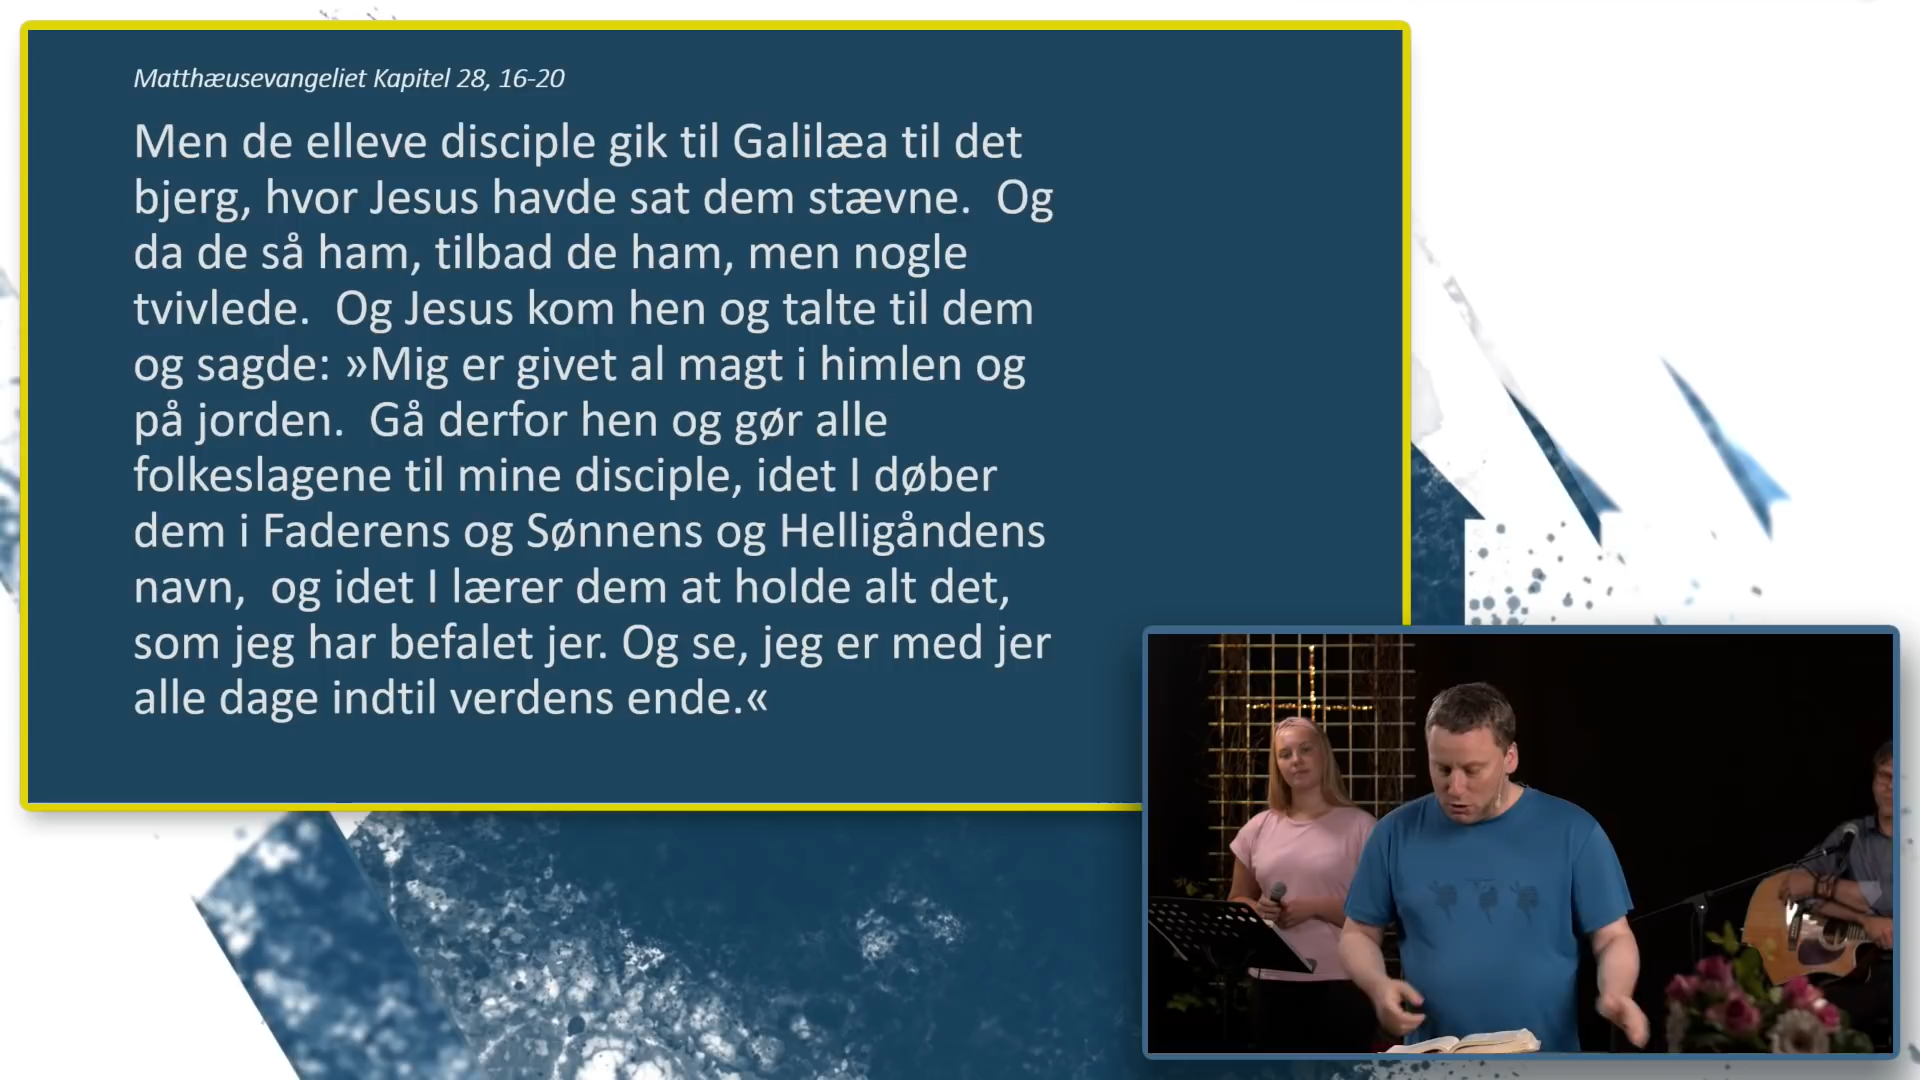 Matthæusevangeliet Kapitel 28, 16-20
Men de elleve disciple gik til Galilæa til det
bjerg, hvor Jesus havde sat dem stævne.  Og
da de så ham, tilbad de ham, men nogle
tvivlede.  Og Jesus kom hen og talte til dem
og sagde: »Mig er givet al magt i himlen og
på jorden.  Gå derfor hen og gør alle
folkeslagene til mine disciple, idet I døber
dem i Faderens og Sønnens og Helligåndens
navn,  og idet I lærer dem at holde alt det,
som jeg har befalet jer. Og se, jeg er med jer
alle dage indtil verdens ende.«